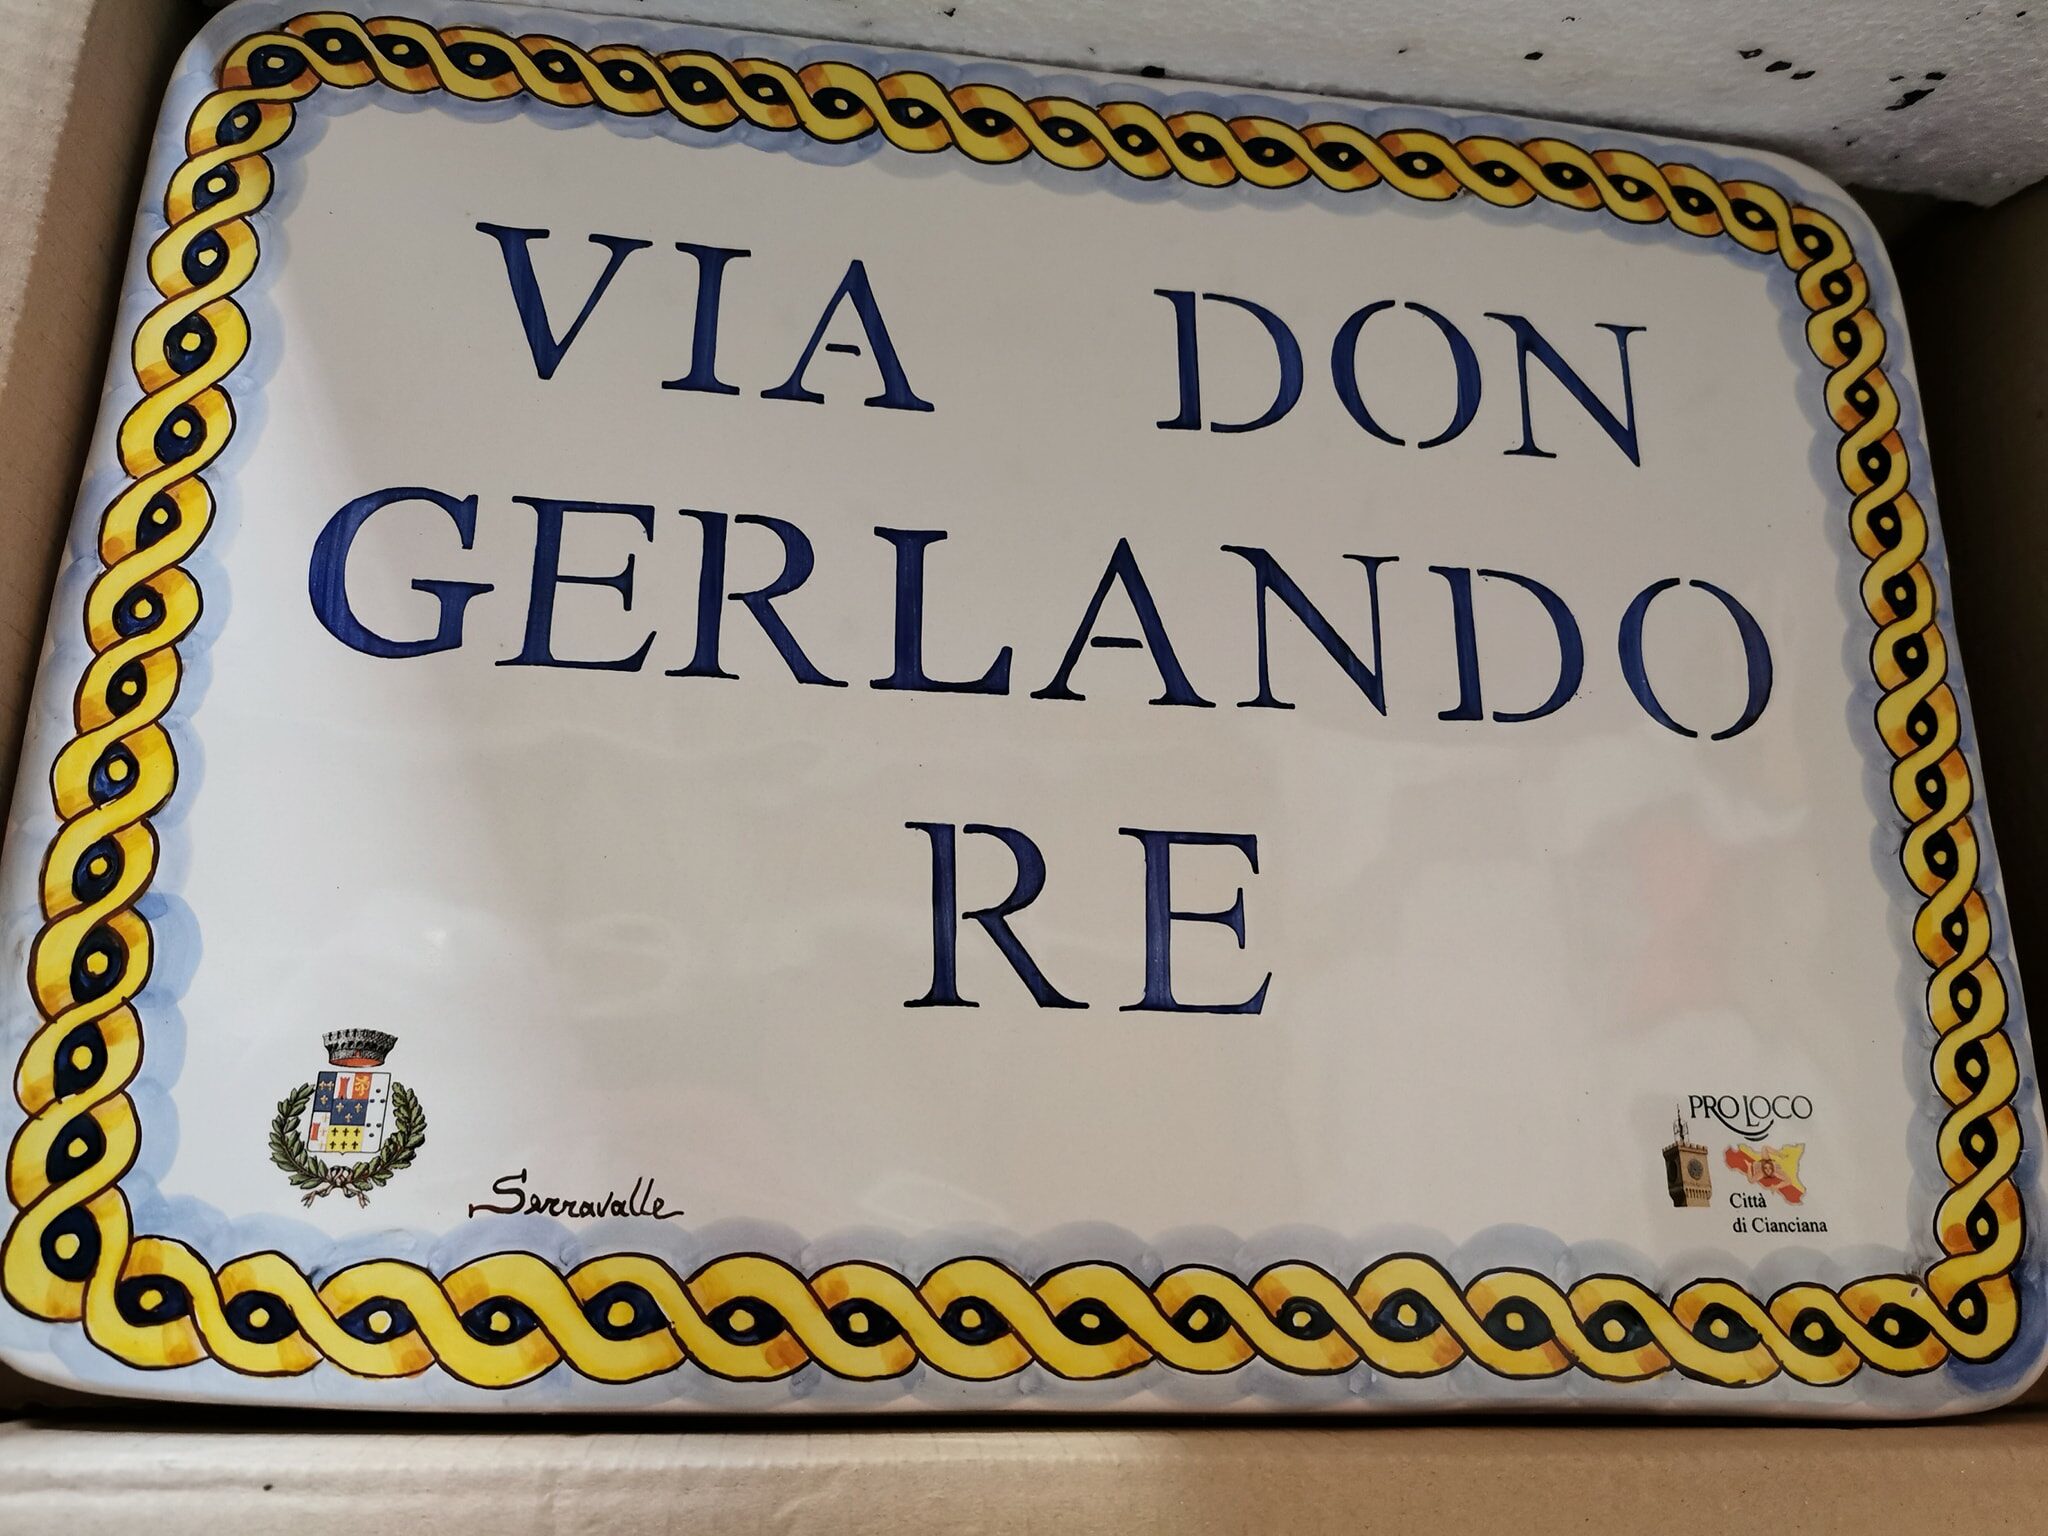 VIA DON
GERLANDO
RE
Serravalle
PRO LOCO
Città
di Cianciana